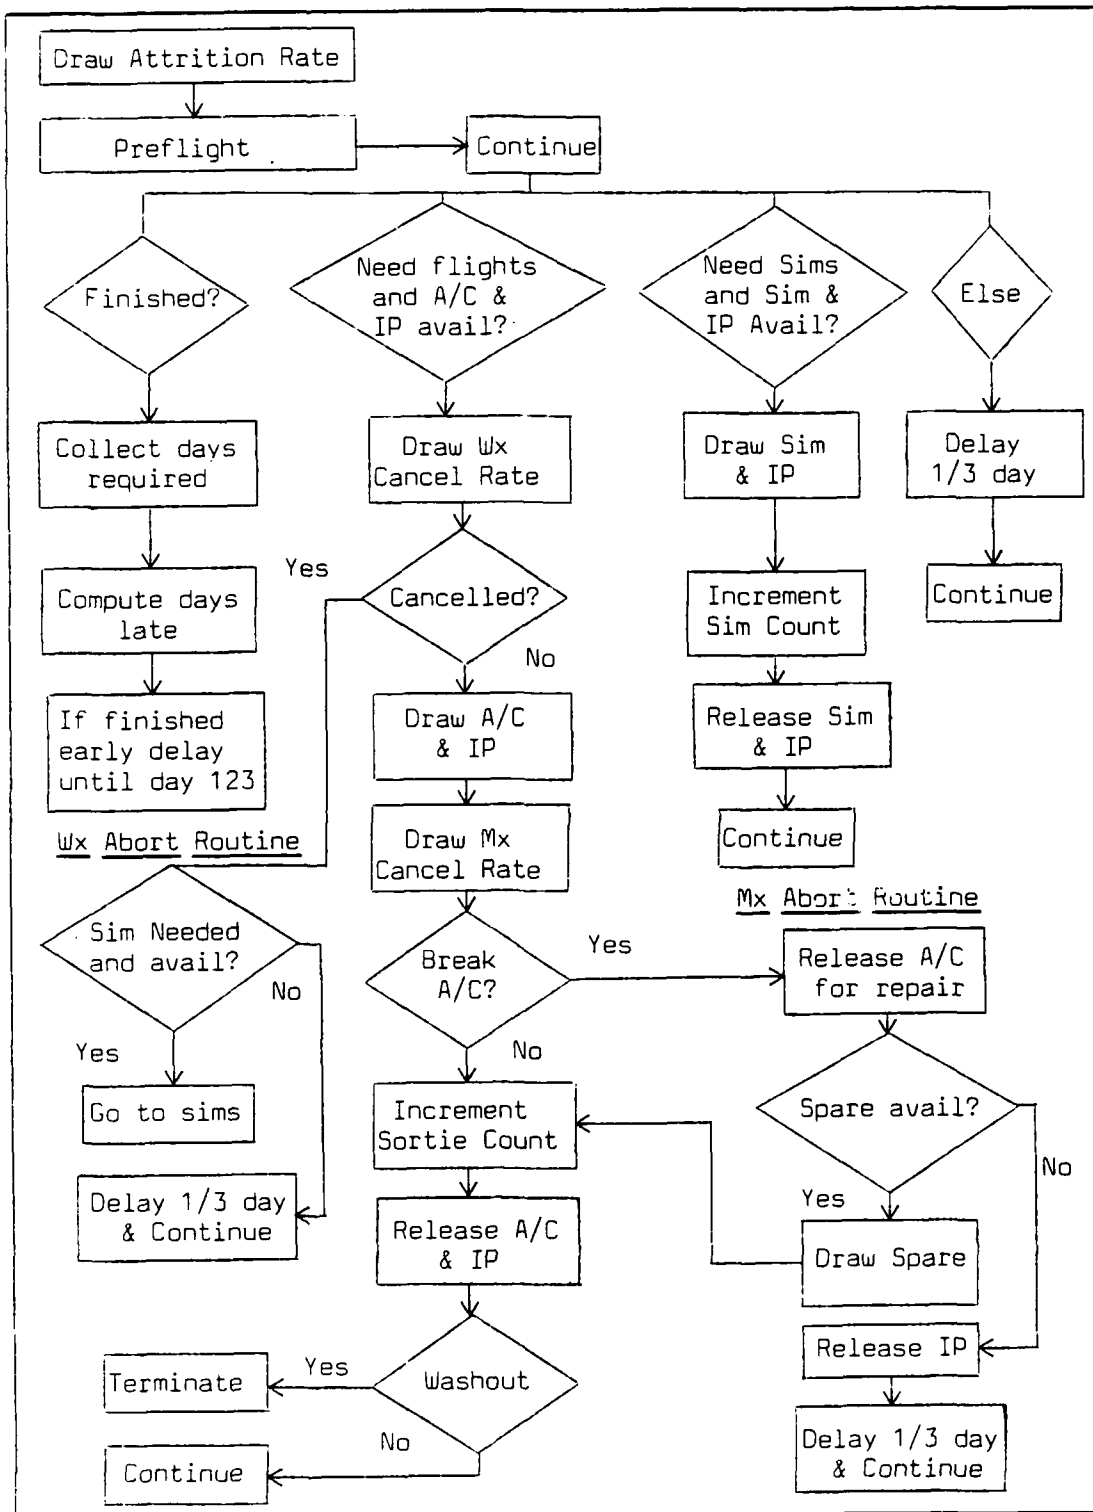 Draw Attrition Rate
Preflight
Continue
Finished?
Need flights
and A/C &
IP avail?
Need Sims
and Sim &
IP Avail?
Else
Collect days
required
Draw Wx
Cancel Rate
Draw Sim
& IP
Delay
1/3 day
Yes
Compute days
late
Cancelled?
No
Increment
Sim Count
Continue
If finished
early delay
until day 123
Draw A/C
& IP
Release Sim
& IP
Wx Abort Routine
Draw Mx
Cancel Rate
Continue
Mx Abort Routine
Sim Needed
and avail?
No
Yes
Break
A/C?
Yes
No
Release A/C
for repair
Go to sims
Increment
Sortie Count
Spare avail?
No
Yes
Delay 1/3 day
& Continue
Release A/C
& IP
Draw Spare
Release IP
Terminate
Yes
Washout
No
Continue
Delay 1/3 day
& Continue